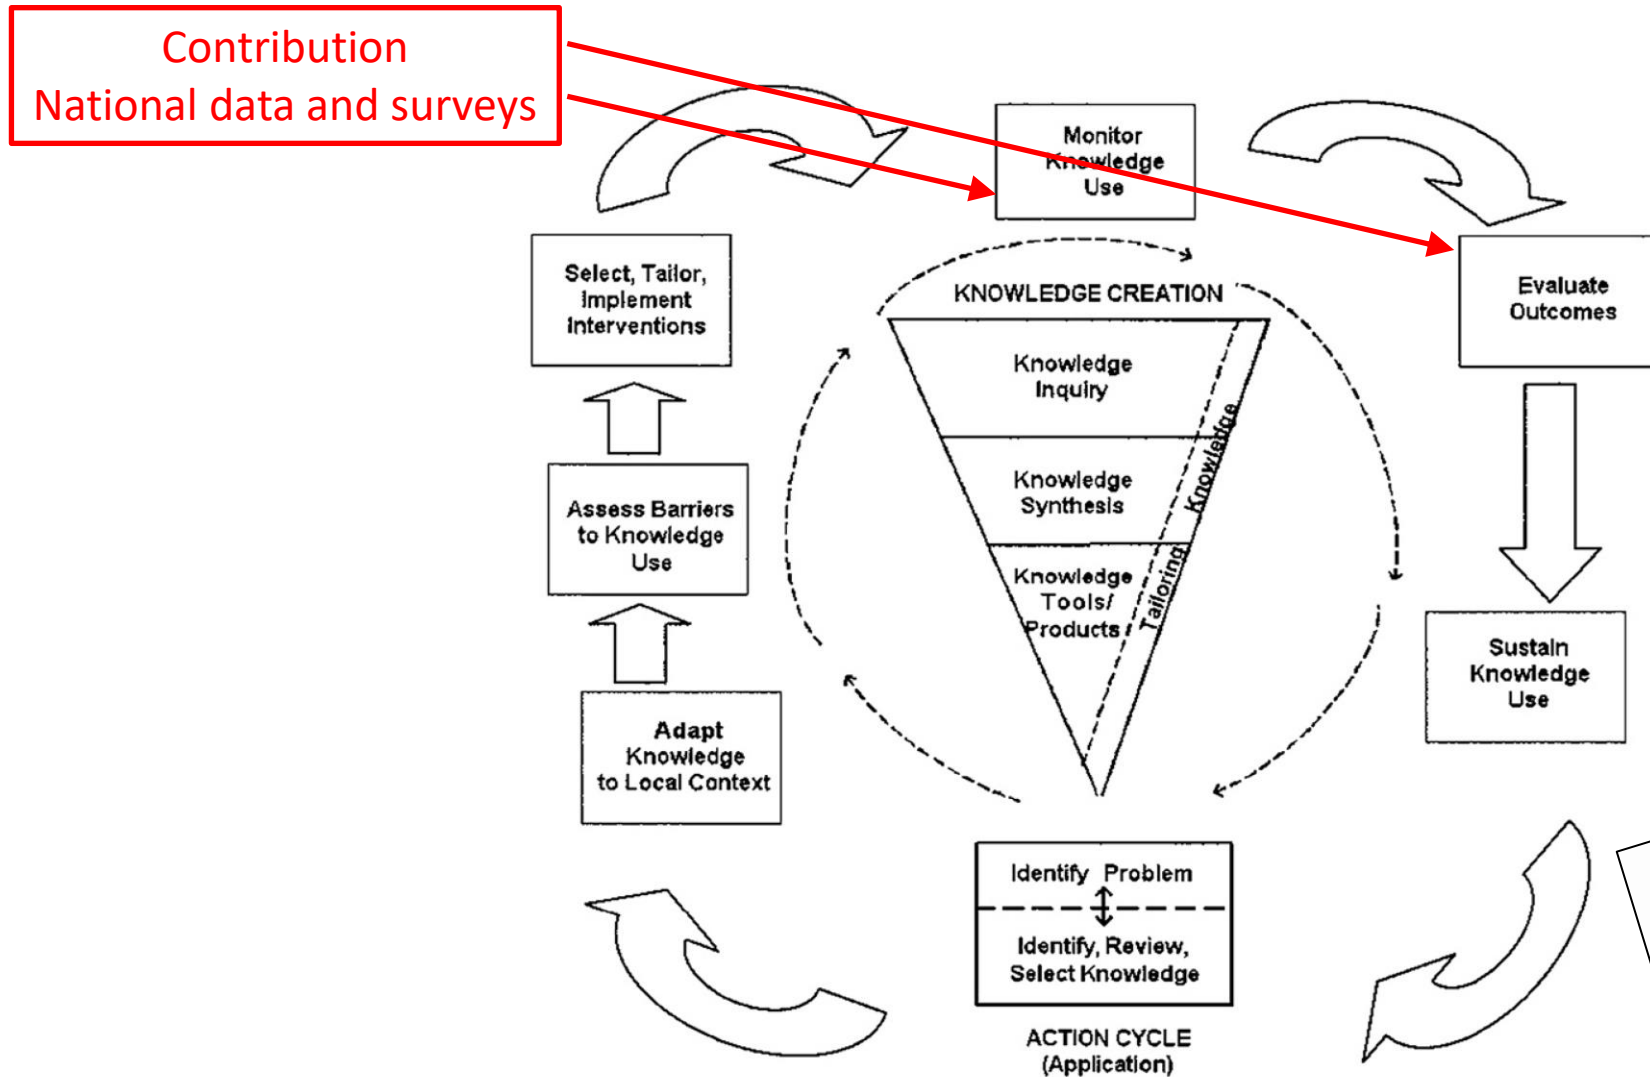 Contribution
National data and surveys
Monitor
Knowledge
Use
Select, Tailor,
Implement
Interventions
KNOWLEDGE CREATION
Evaluate
Outcomes
Knowledge
Inquiry
Knowledge
Synthesis
Knowledge
Tools/
Products
Tailoring Knowledge
Assess Barriers
to Knowledge
Use
Sustain
Knowledge
Use
Adapt
Knowledge
to Local Context
Identify Problem
Identify, Review,
Select Knowledge
ACTION CYCLE
(Application)